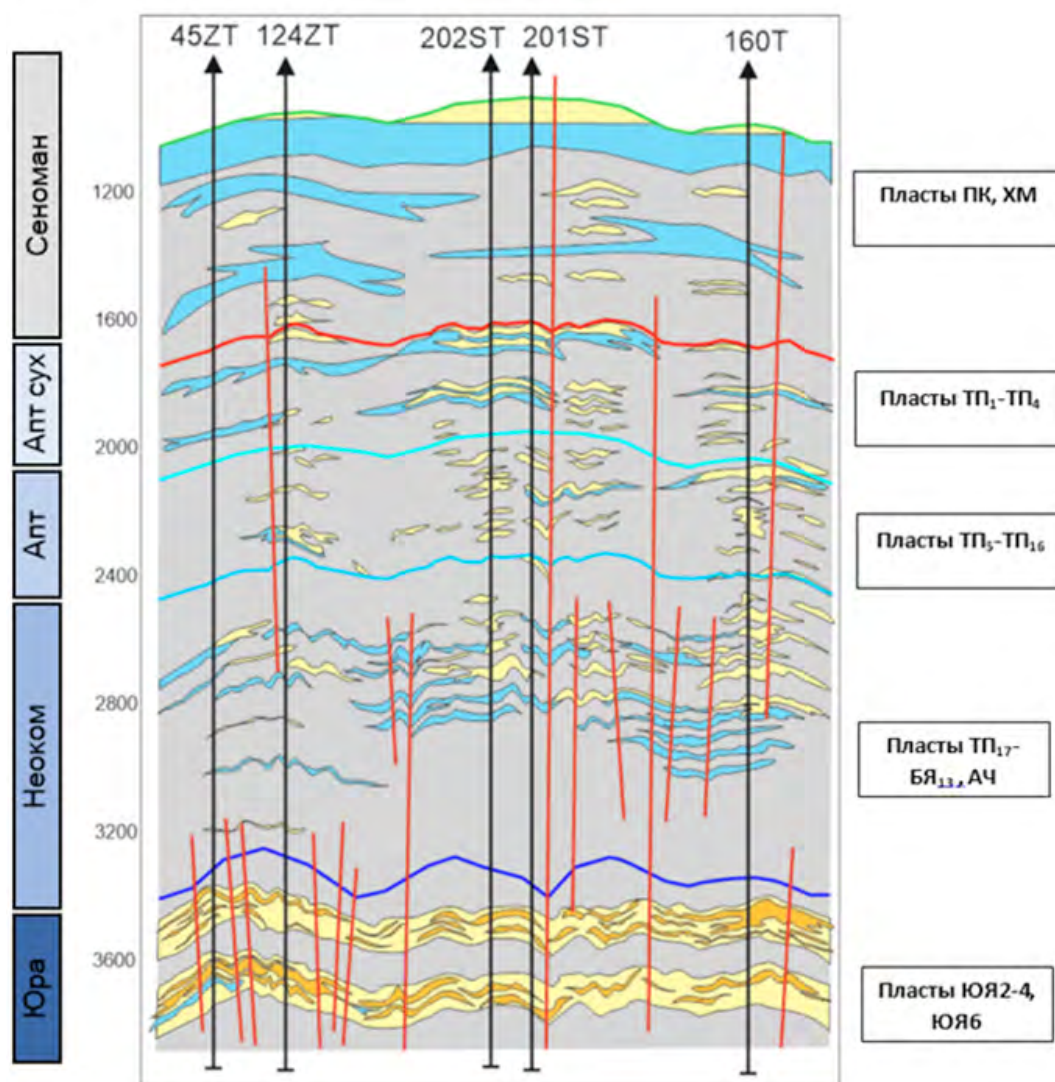 45ZT 124ZT 202ST 201ST 160T
Сеноман
Апт сух
Апт
Неоком
Юра
1200
1600
2000
2400
2800
3200
3600
Пласты ПК, ХМ
Пласты ТП₁-ТП₄
Пласты ТП₅-ТП₁₆
Пласты ТП₁₇-
БЯ₁₃, АЧ
Пласты ЮЯ2-4,
ЮЯ6